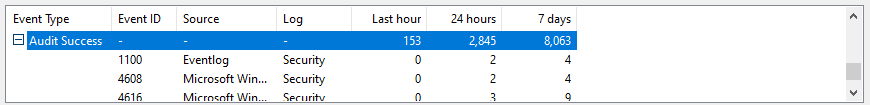 Event Type Event ID Source Log Last hour 24 hours 7 days
Audit Success - - - 153 2,845 8,063
1100 Eventlog Security 0 2 4
4608 Microsoft Win... Security 0 2 4
4616 Microsoft Win... Security 0 3 9